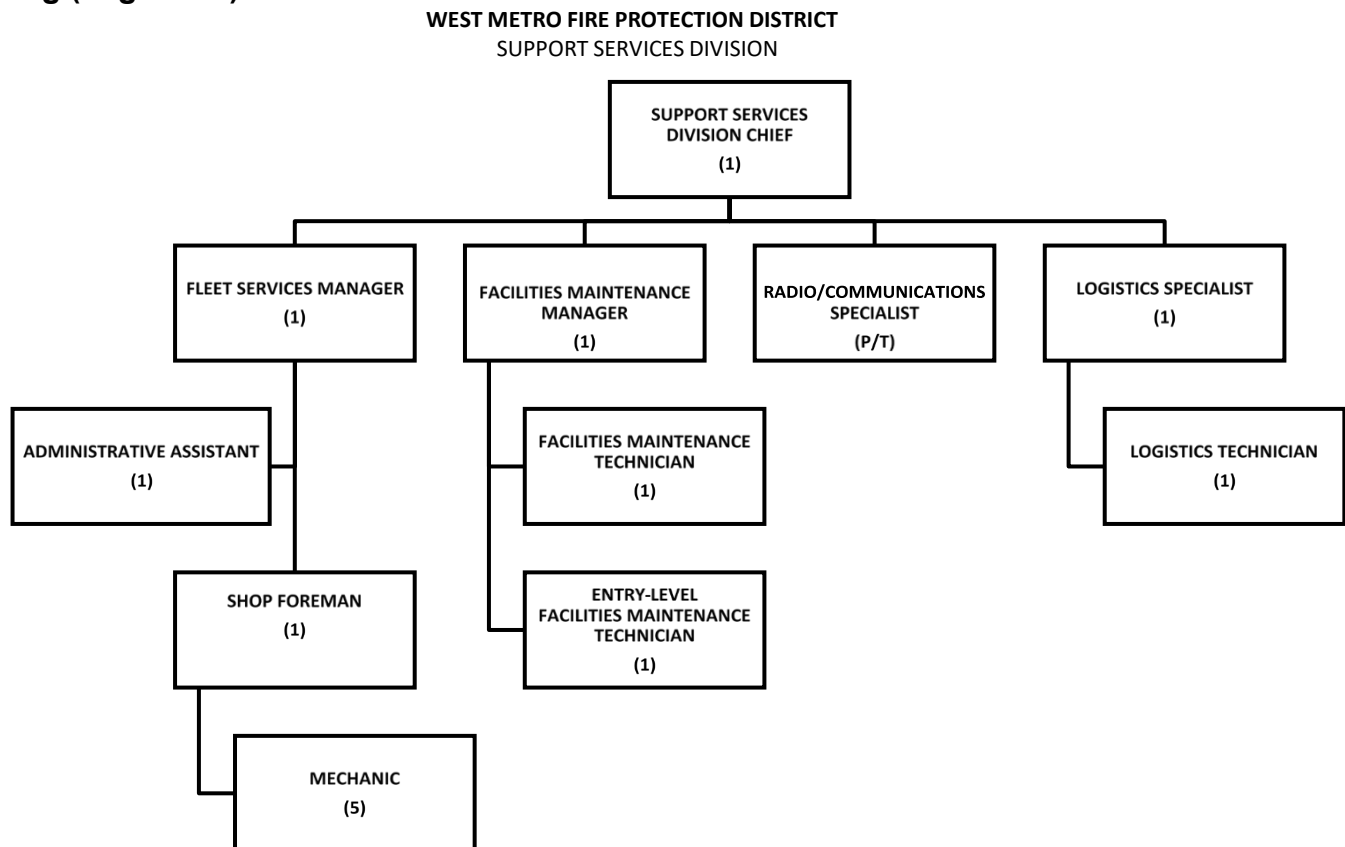 WEST METRO FIRE PROTECTION DISTRICT
SUPPORT SERVICES DIVISION
SUPPORT SERVICES
DIVISION CHIEF
(1)
FLEET SERVICES MANAGER
(1)
FACILITIES MAINTENANCE
MANAGER
(1)
RADIO/COMMUNICATIONS
SPECIALIST
(P/T)
LOGISTICS SPECIALIST
(1)
ADMINISTRATIVE ASSISTANT
(1)
FACILITIES MAINTENANCE
TECHNICIAN
(1)
LOGISTICS TECHNICIAN
(1)
SHOP FOREMAN
(1)
ENTRY-LEVEL
FACILITIES MAINTENANCE
TECHNICIAN
(1)
MECHANIC
(5)